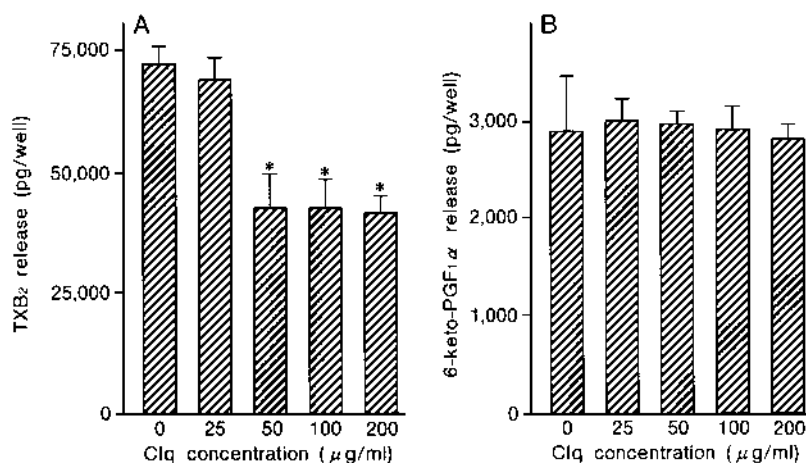 A
TXB₂ release (pg/well)
75,000
50,000
25,000
0
*
*
*
0 25 50 100 200
Clq concentration (μg/ml)
B
6-keto-PGF₁α release (pg/well)
3,000
2,000
1,000
0
0 25 50 100 200
Clq concentration (μg/ml)